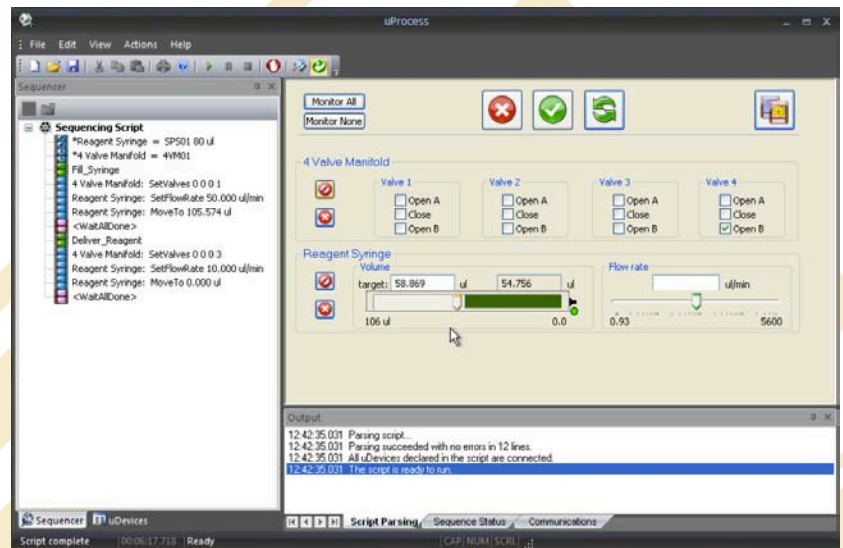 uProcess
File Edit View Actions Help
Sequencer
Sequencing Script
*Reagent Syringe = SPS01 80 ul
*4 Valve Manifold = 4VM01
Fill_Syringe
4 Valve Manifold: SetValves 0 0 0 1
Reagent Syringe: SetFlowRate 50.000 ul/min
Reagent Syringe: MoveTo 105.574 ul
<WaitAllDone>
Deliver_Reagent
4 Valve Manifold: SetValves 0 0 0 3
Reagent Syringe: SetFlowRate 10.000 ul/min
Reagent Syringe: MoveTo 0.000 ul
<WaitAllDone>
Sequencer uDevices
Monitor All
Monitor None
4 Valve Manifold
Valve 1 Valve 2 Valve 3 Valve 4
Open A Open A Open A Open A
Close Close Close Close
Open B Open B Open B Open B
Reagent Syringe
Volume Flow rate
target: 58.869 ul 54.756 ul ul/min
106 ul 0.0 0.93 5600
Output
12:42:35.031 Parsing script...
12:42:35.031 Parsing succeeded with no errors in 12 lines.
12:42:35.031 All uDevices declared in the script are connected.
12:42:35.031 The script is ready to run.
Script Parsing Sequence Status Communications
Script complete 00:06:17.718 Ready CAP NUM SCRL